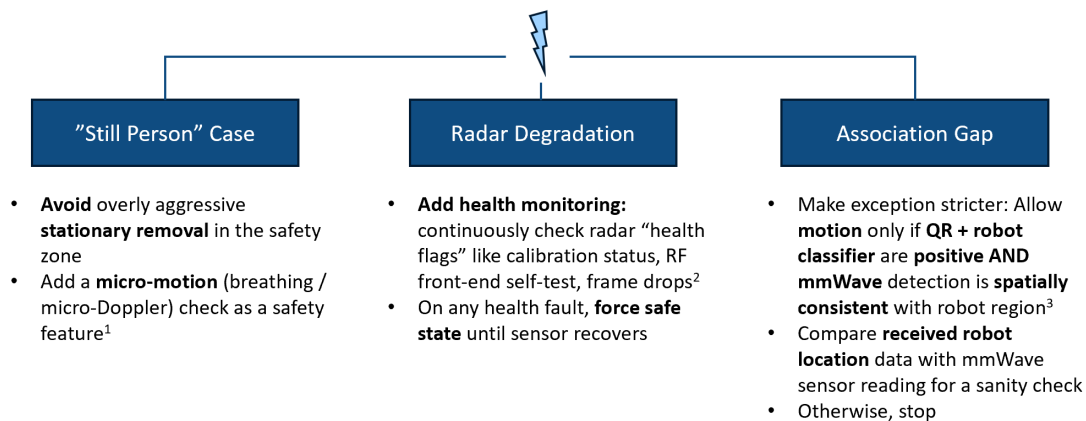 ”Still Person” Case
• Avoid overly aggressive
stationary removal in the safety
zone
• Add a micro-motion (breathing /
micro-Doppler) check as a safety
feature1
Radar Degradation
• Add health monitoring:
continuously check radar “health
flags” like calibration status, RF
front-end self-test, frame drops2
• On any health fault, force safe
state until sensor recovers
Association Gap
• Make exception stricter: Allow
motion only if QR + robot
classifier are positive AND
mmWave detection is spatially
consistent with robot region3
• Compare received robot
location data with mmWave
sensor reading for a sanity check
• Otherwise, stop